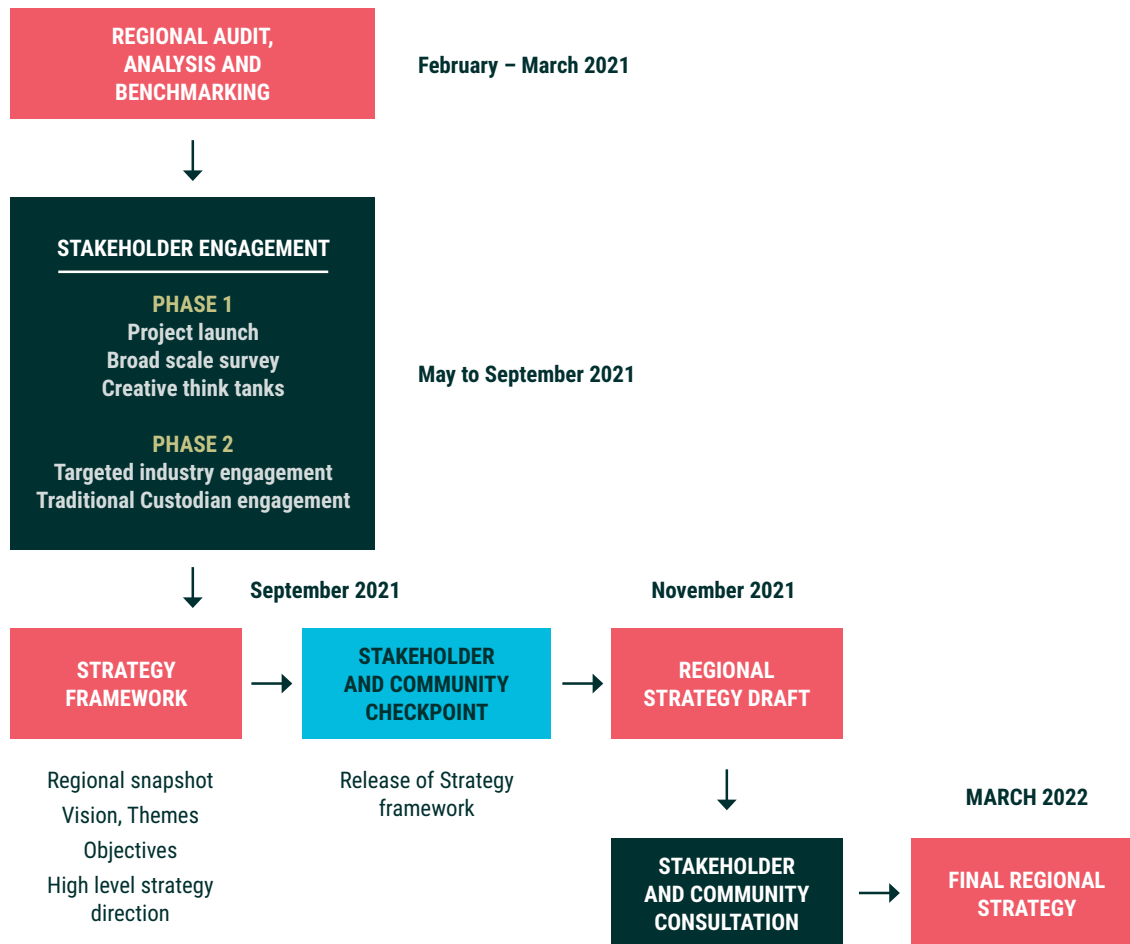 REGIONAL AUDIT,
ANALYSIS AND
BENCHMARKING
February – March 2021
STAKEHOLDER ENGAGEMENT
PHASE 1
Project launch
Broad scale survey
Creative think tanks
PHASE 2
Targeted industry engagement
Traditional Custodian engagement
May to September 2021
September 2021
November 2021
STRATEGY
FRAMEWORK
STAKEHOLDER
AND COMMUNITY
CHECKPOINT
REGIONAL
STRATEGY DRAFT
Regional snapshot
Vision, Themes
Objectives
High level strategy
direction
Release of Strategy
framework
MARCH 2022
STAKEHOLDER
AND COMMUNITY
CONSULTATION
FINAL REGIONAL
STRATEGY